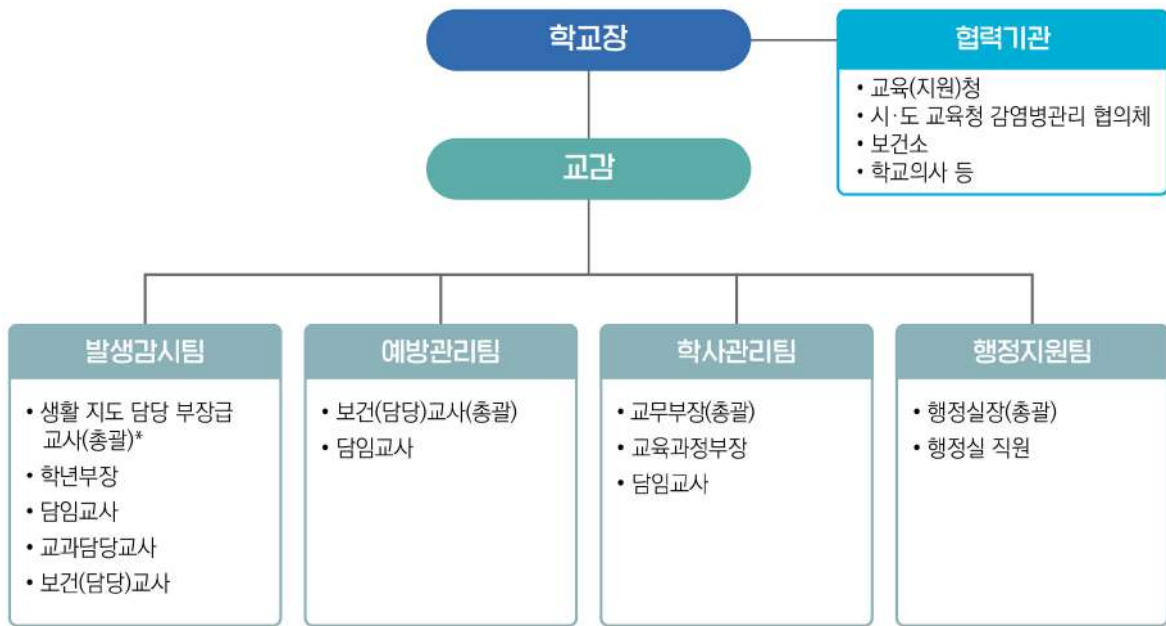 학교장
협력기관
• 교육(지원)청
• 시·도 교육청 감염병관리 협의체
• 보건소
• 학교의사 등
교감
발생감시팀
• 생활 지도 담당 부장급
교사(총괄)*
• 학년부장
• 담임교사
• 교과담당교사
• 보건(담당)교사
예방관리팀
• 보건(담당)교사(총괄)
• 담임교사
학사관리팀
• 교무부장(총괄)
• 교육과정부장
• 담임교사
행정지원팀
• 행정실장(총괄)
• 행정실 직원